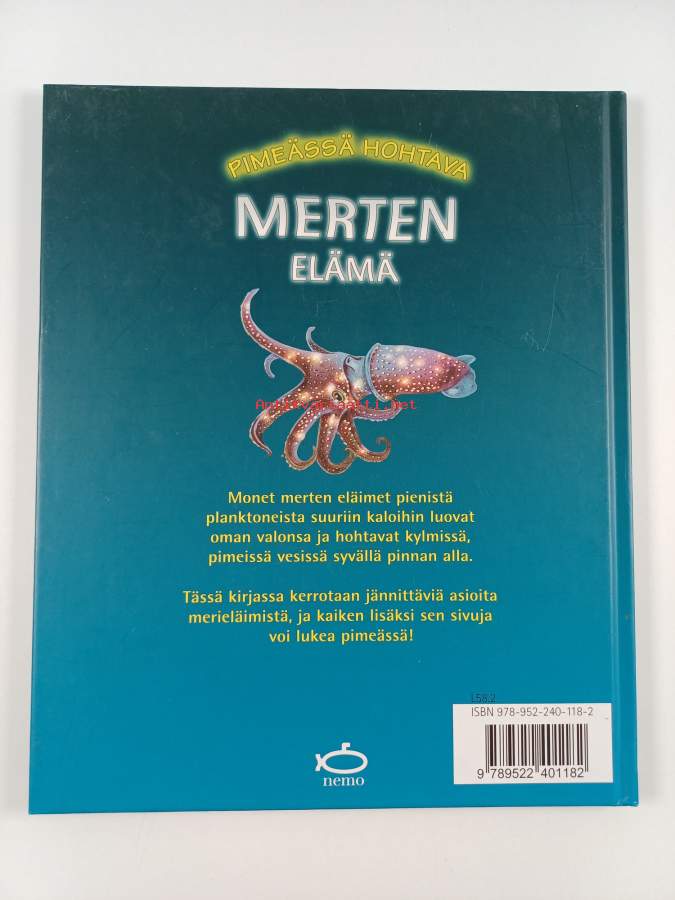 PIMEÄSSÄ HOHTAVA
MERTEN
ELÄMÄ
Antikvariaatti.net
Monet merten eläimet pienistä
planktoneista suuriin kaloihin luovat
oman valonsa ja hohtavat kylmissä,
pimeissä vesissä syvällä pinnan alla.
Tässä kirjassa kerrotaan jännittäviä asioita
merieläimistä, ja kaiken lisäksi sen sivuja
voi lukea pimeässä!
L58.2
ISBN 978-952-240-118-2
9 789522 401182
nemo